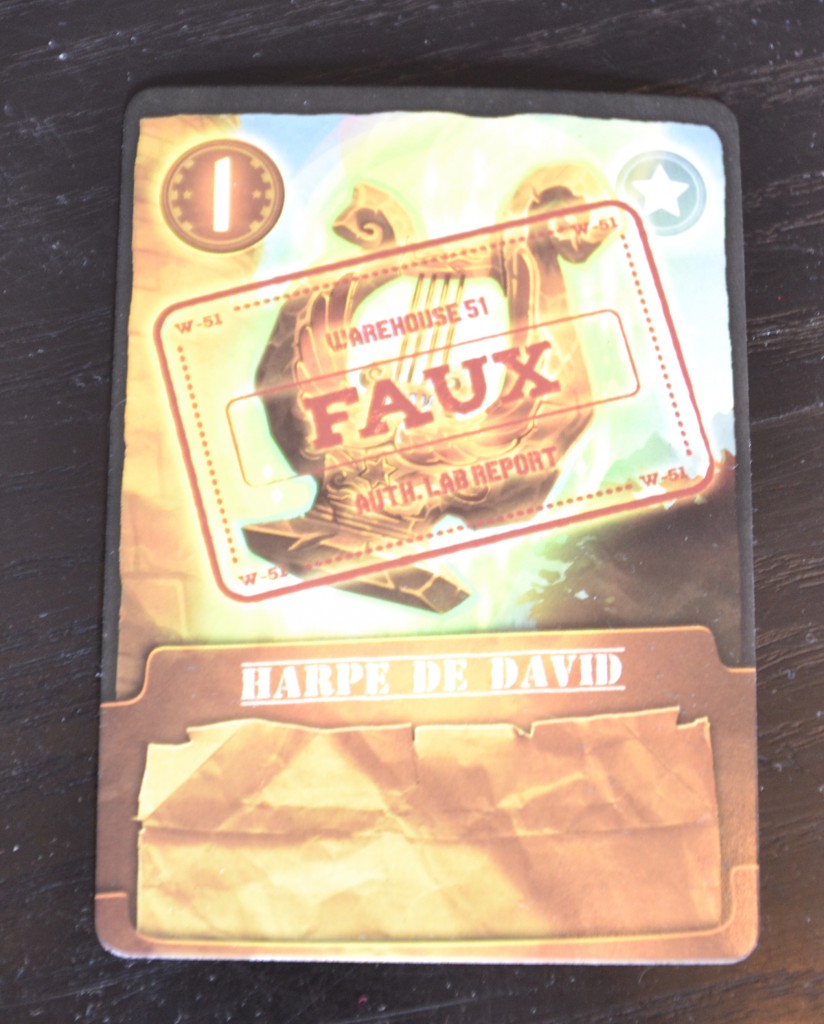 1
W-51
W-51
WAREHOUSE 51
FAUX
AUTH. LAB REPORT
W-51
W-51
HARPE DE DAVID